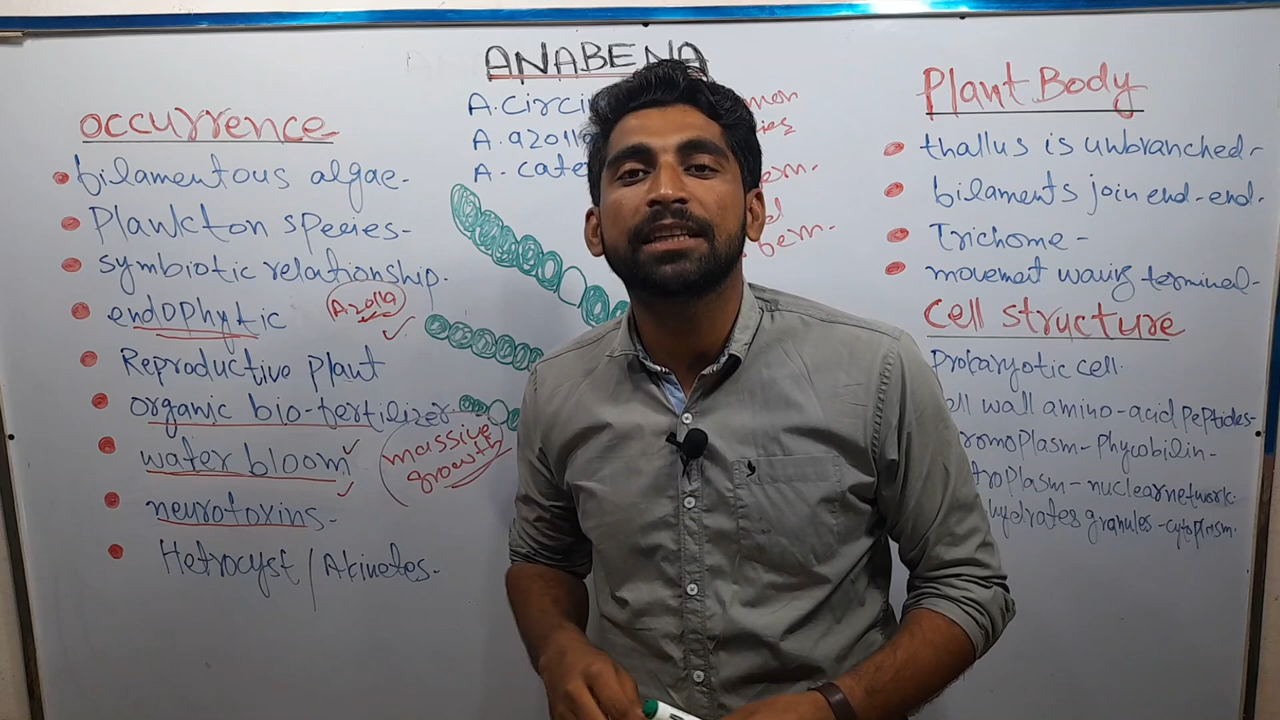 ANABENA
OCCURRENCE
filamentous algae-
Plankton species-
symbiotic relationship.
endophytic
Azolla
Reproductive plant
organic bio-fertilizer
water bloom
massive
growth
neurotoxins-
Hetrocyst / Akinetes-
A. circi
A. azolla
A. cate
Plant Body
thallus is unbranched-
filaments join end-end-
Trichome-
movement waving terminal-
Cell structure
Prokaryotic cell.
ell wall amino-acid peptides-
romoplasm-phycobilin-
troplasm-nuclear network.
hydrates granules-cytoplasm.